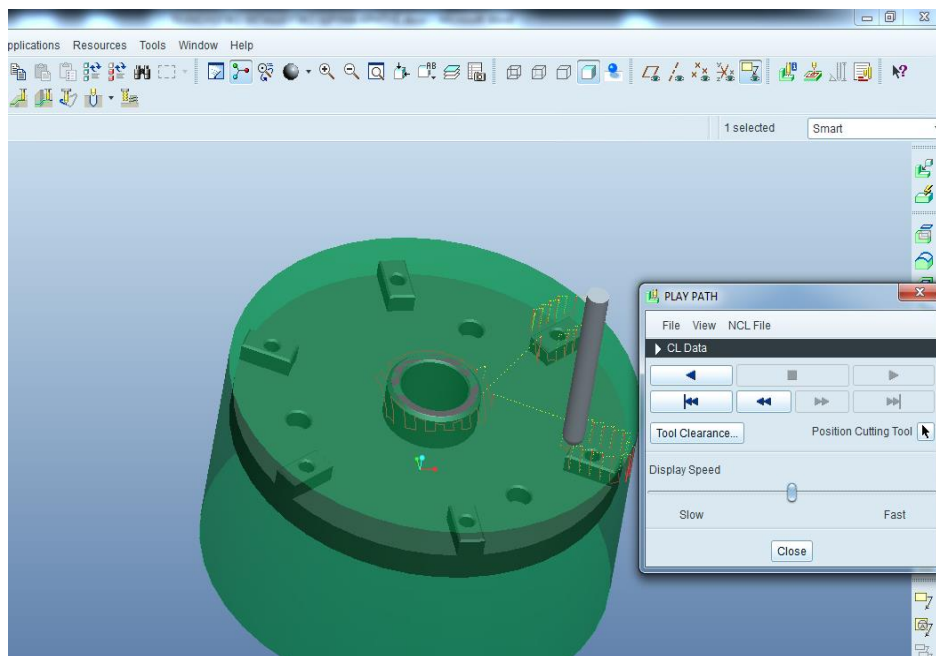 pplications Resources Tools Window Help
1 selected Smart
PLAY PATH
File View NCL File
CL Data
Tool Clearance... Position Cutting Tool
Display Speed
Slow Fast
Close